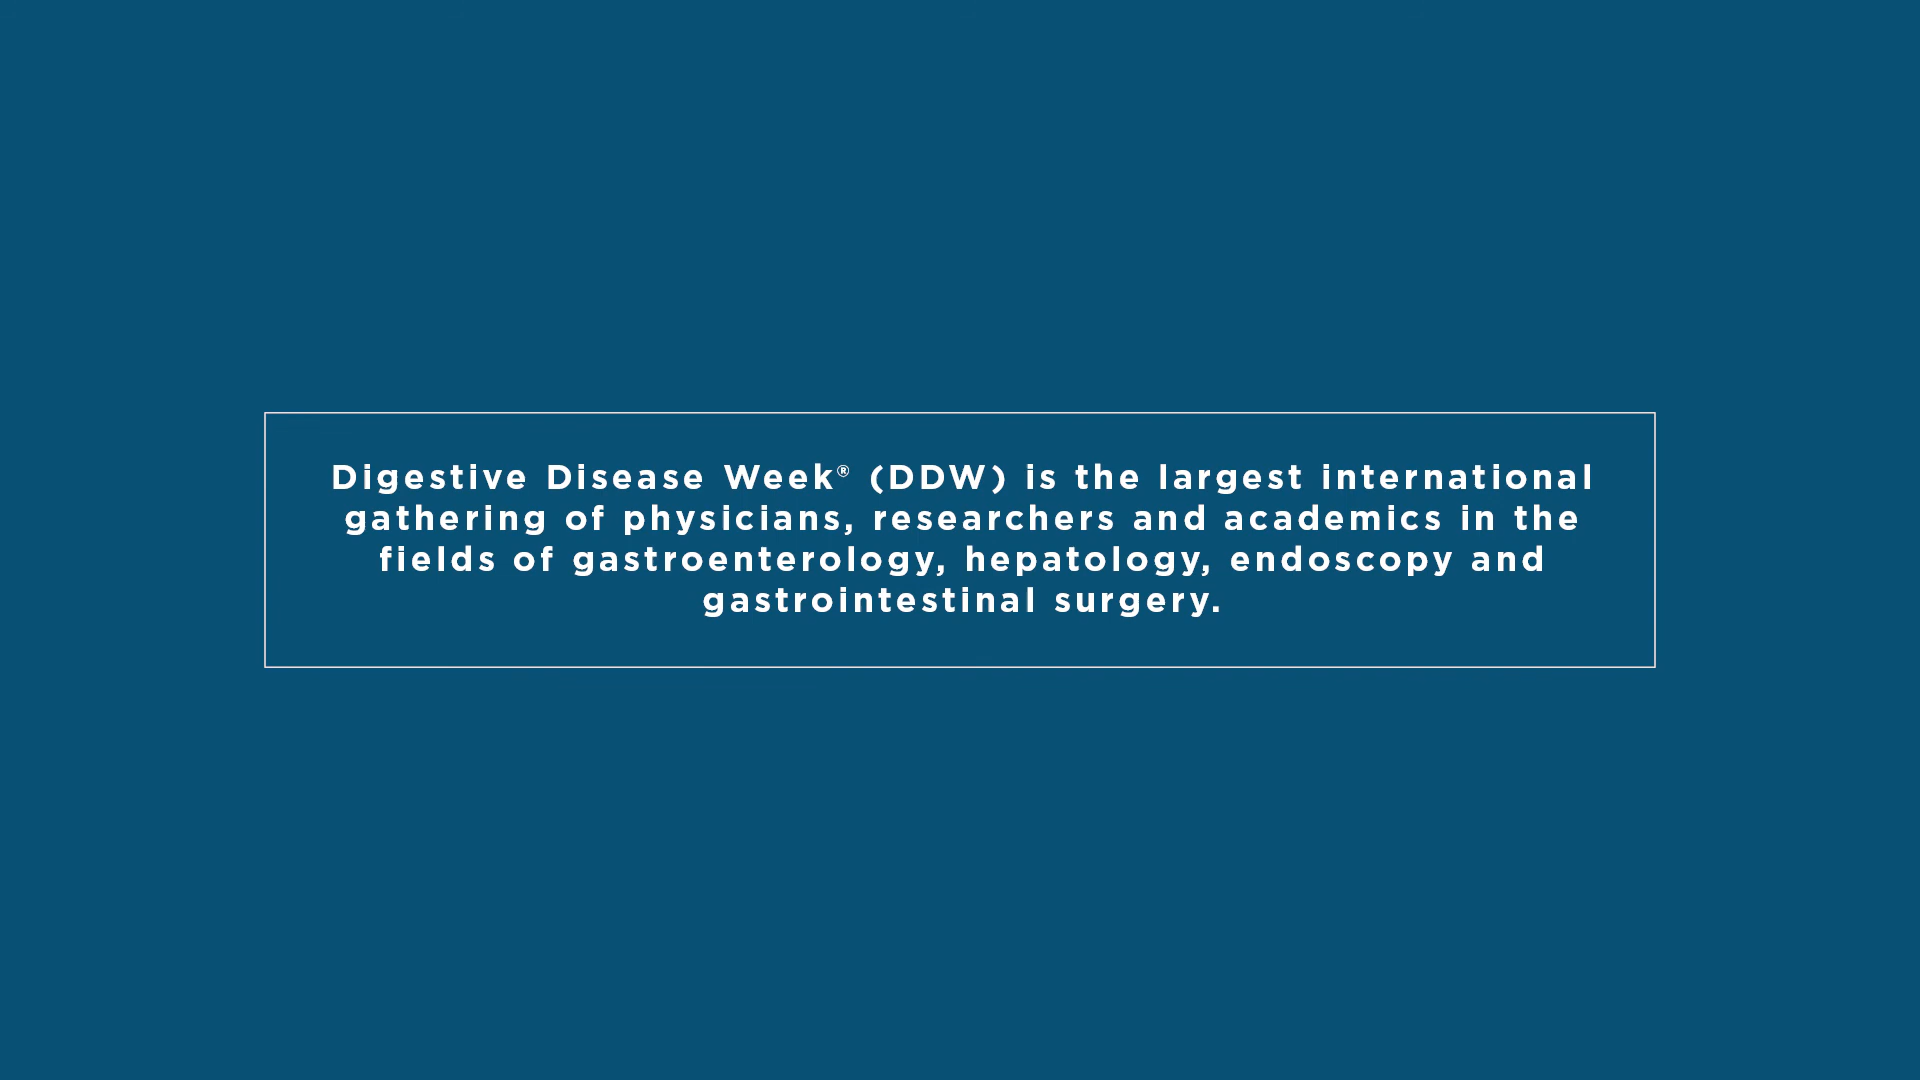 Digestive Disease Week® (DDW) is the largest international
gathering of physicians, researchers and academics in the
fields of gastroenterology, hepatology, endoscopy and
gastrointestinal surgery.